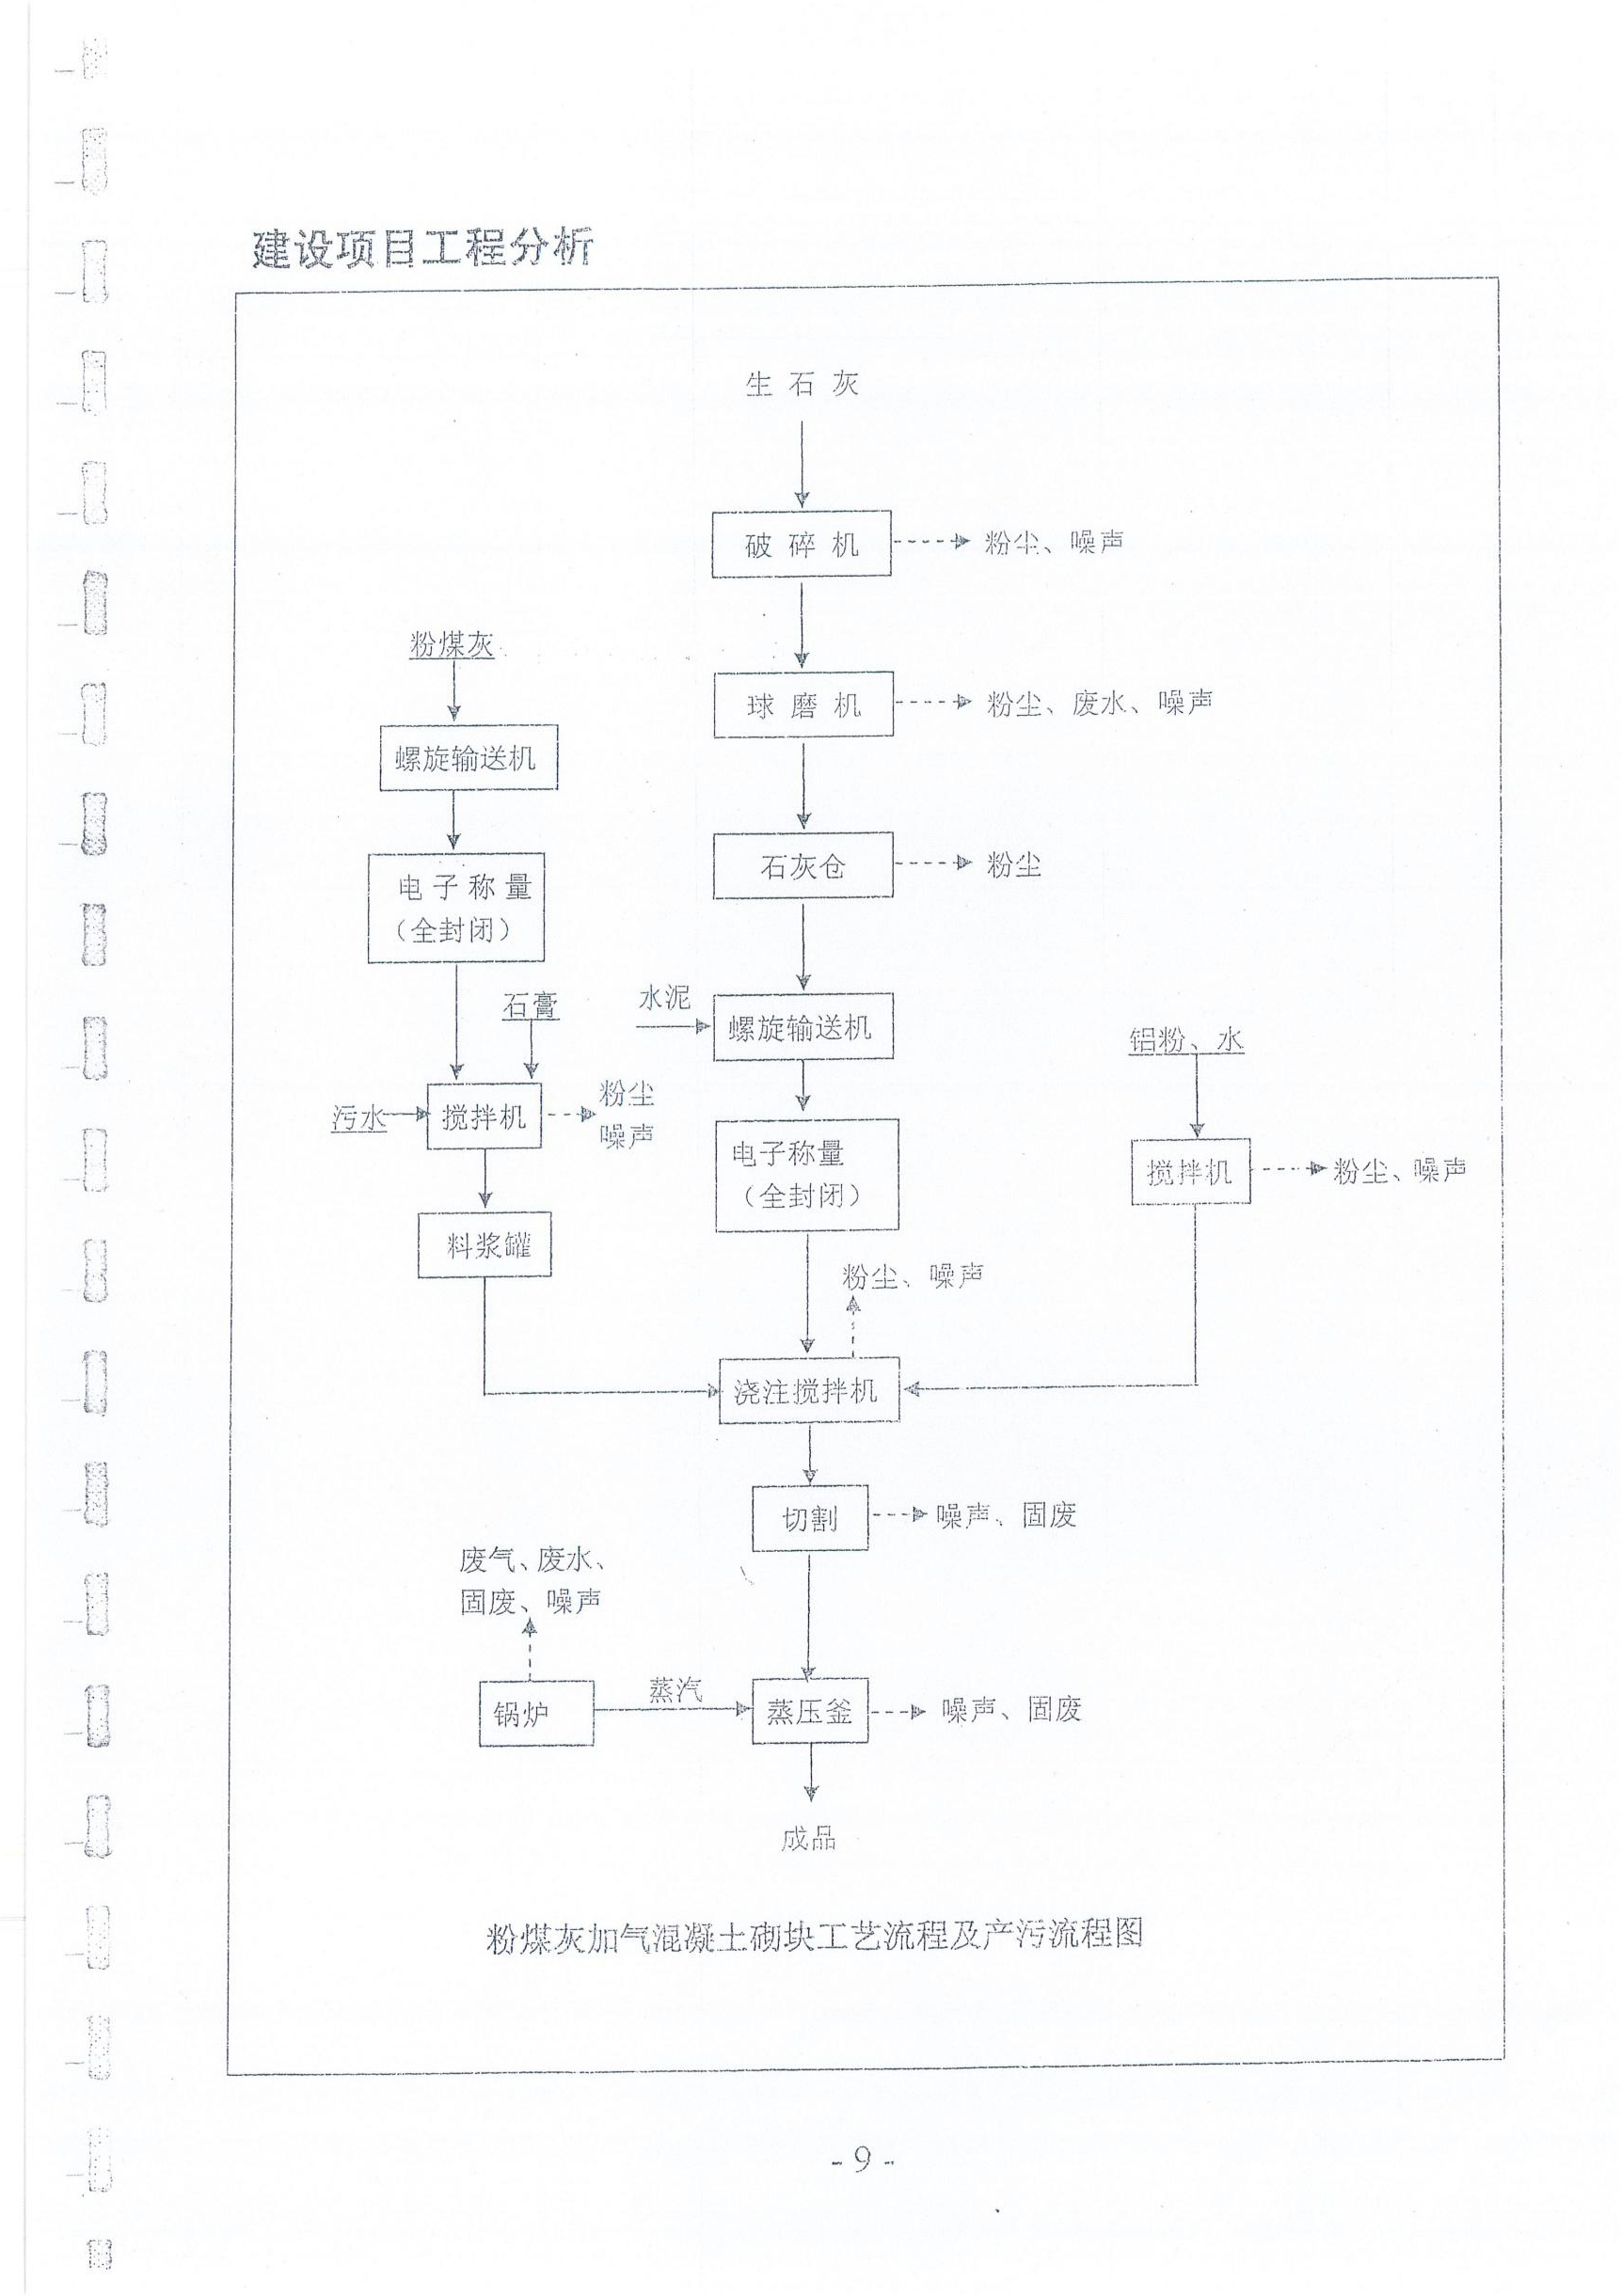 建设项目工程分析
生石灰
破碎机
粉尘、噪声
粉煤灰
球磨机
粉尘、废水、噪声
螺旋输送机
石灰仓
粉尘
电子称量
（全封闭）
石膏
水泥
螺旋输送机
铝粉、水
污水
搅拌机
粉尘
噪声
电子称量
（全封闭）
搅拌机
粉尘、噪声
料浆罐
粉尘、噪声
浇注搅拌机
切割
噪声、固废
废气、废水、
固废、噪声
锅炉
蒸汽
蒸压釜
噪声、固废
成品
粉煤灰加气混凝土砌块工艺流程及产污流程图
- 9 -